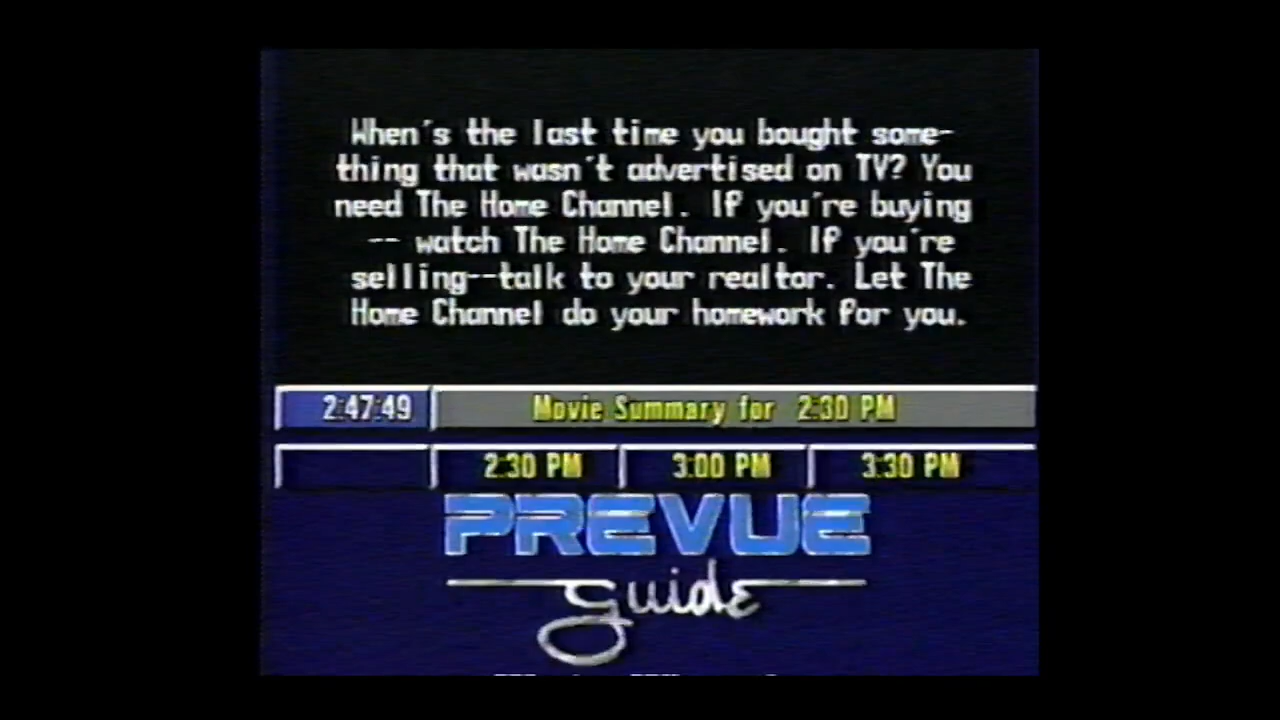 When's the last time you bought some-
thing that wasn't advertised on TV? You
need The Home Channel. If you're buying
-- watch The Home Channel. If you're
selling--talk to your realtor. Let The
Home Channel do your homework for you.
2:47:49 Movie Summary for 2:30 PM
2:30 PM 3:00 PM 3:30 PM
PREVUE
guide